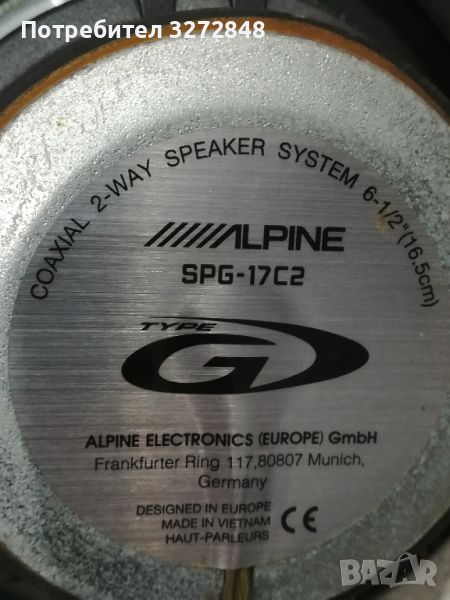 Потребител 3272848
COAXIAL 2-WAY SPEAKER SYSTEM 6-1/2"(16.5cm)
ALPINE
SPG-17C2
TYPE
G
ALPINE ELECTRONICS (EUROPE) GmbH
Frankfurter Ring 117,80807 Munich,
Germany
DESIGNED IN EUROPE
MADE IN VIETNAM
HAUT-PARLEURS
CE
BAZAR